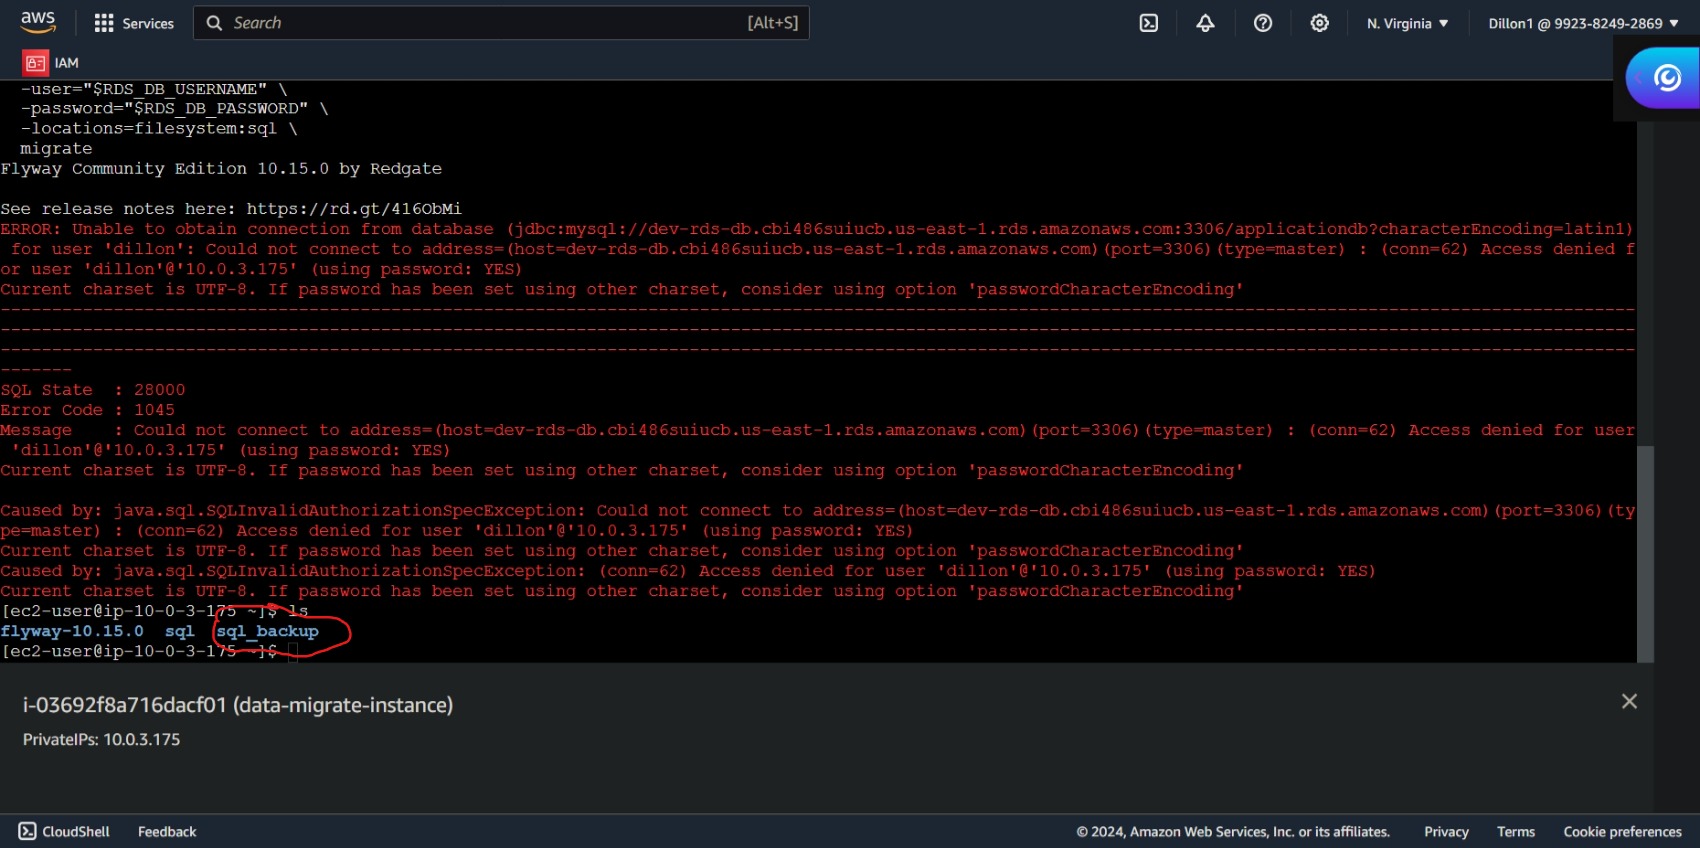 aws
Services
Search
[Alt+S]
N. Virginia ▼
Dillon1 @ 9923-8249-2869 ▼
IAM
-user="$RDS_DB_USERNAME" \
-password="$RDS_DB_PASSWORD" \
-locations=filesystem:sql \
migrate
Flyway Community Edition 10.15.0 by Redgate
See release notes here: https://rd.gt/416ObMi
ERROR: Unable to obtain connection from database (jdbc:mysql://dev-rds-db.cbi486suiucb.us-east-1.rds.amazonaws.com:3306/applicationdb?characterEncoding=latin1)
for user 'dillon': Could not connect to address=(host=dev-rds-db.cbi486suiucb.us-east-1.rds.amazonaws.com)(port=3306)(type=master) : (conn=62) Access denied f
or user 'dillon'@'10.0.3.175' (using password: YES)
Current charset is UTF-8. If password has been set using other charset, consider using option 'passwordCharacterEncoding'
---------------------------------------------------------------------------------------------------------------------------------------------------------------
---------------------------------------------------------------------------------------------------------------------------------------------------------------
---------------------------------------------------------------------------------------------------------------------------------------------------------------
-------
SQL State  : 28000
Error Code : 1045
Message    : Could not connect to address=(host=dev-rds-db.cbi486suiucb.us-east-1.rds.amazonaws.com)(port=3306)(type=master) : (conn=62) Access denied for user
'dillon'@'10.0.3.175' (using password: YES)
Current charset is UTF-8. If password has been set using other charset, consider using option 'passwordCharacterEncoding'
Caused by: java.sql.SQLInvalidAuthorizationSpecException: Could not connect to address=(host=dev-rds-db.cbi486suiucb.us-east-1.rds.amazonaws.com)(port=3306)(ty
pe=master) : (conn=62) Access denied for user 'dillon'@'10.0.3.175' (using password: YES)
Current charset is UTF-8. If password has been set using other charset, consider using option 'passwordCharacterEncoding'
Caused by: java.sql.SQLInvalidAuthorizationSpecException: (conn=62) Access denied for user 'dillon'@'10.0.3.175' (using password: YES)
Current charset is UTF-8. If password has been set using other charset, consider using option 'passwordCharacterEncoding'
[ec2-user@ip-10-0-3-175 ~]$ ls
flyway-10.15.0  sql  sql_backup
[ec2-user@ip-10-0-3-175 ~]$
i-03692f8a716dacf01 (data-migrate-instance)
PrivateIPs: 10.0.3.175
CloudShell
Feedback
© 2024, Amazon Web Services, Inc. or its affiliates.
Privacy
Terms
Cookie preferences